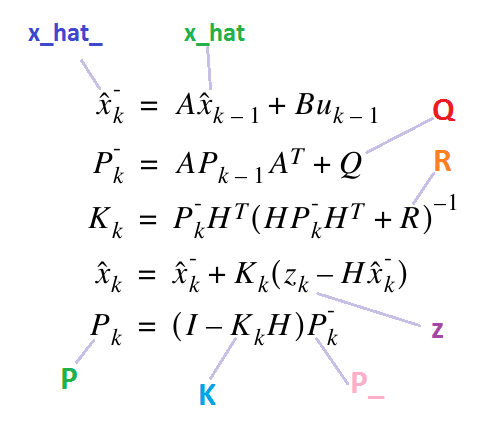 x_hat_ x_hat
x̂ₖ⁻ = Ax̂ₖ₋₁ + Buₖ₋₁
Q
Pₖ⁻ = APₖ₋₁Aᵀ + Q
R
Kₖ = Pₖ⁻Hᵀ(HPₖ⁻Hᵀ + R)⁻¹
x̂ₖ = x̂ₖ⁻ + Kₖ(zₖ – Hx̂ₖ⁻)
Pₖ = (I – KₖH)Pₖ⁻
z
P K P_